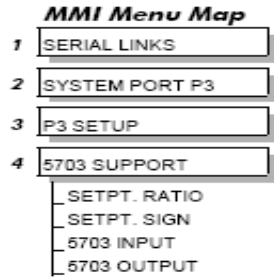 MMI Menu Map
1 SERIAL LINKS
2 SYSTEM PORT P3
3 P3 SETUP
4 5703 SUPPORT
SETPT. RATIO
SETPT. SIGN
5703 INPUT
5703 OUTPUT